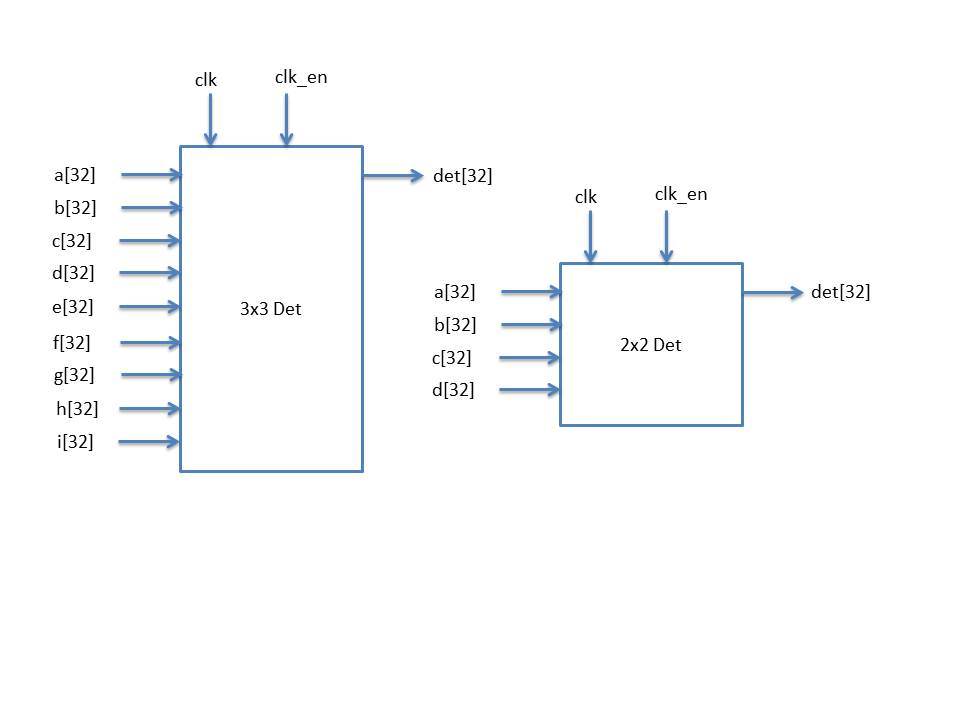 clk
clk_en
a[32]
b[32]
c[32]
d[32]
e[32]
f[32]
g[32]
h[32]
i[32]
3x3 Det
det[32]
clk
clk_en
a[32]
b[32]
c[32]
d[32]
2x2 Det
det[32]